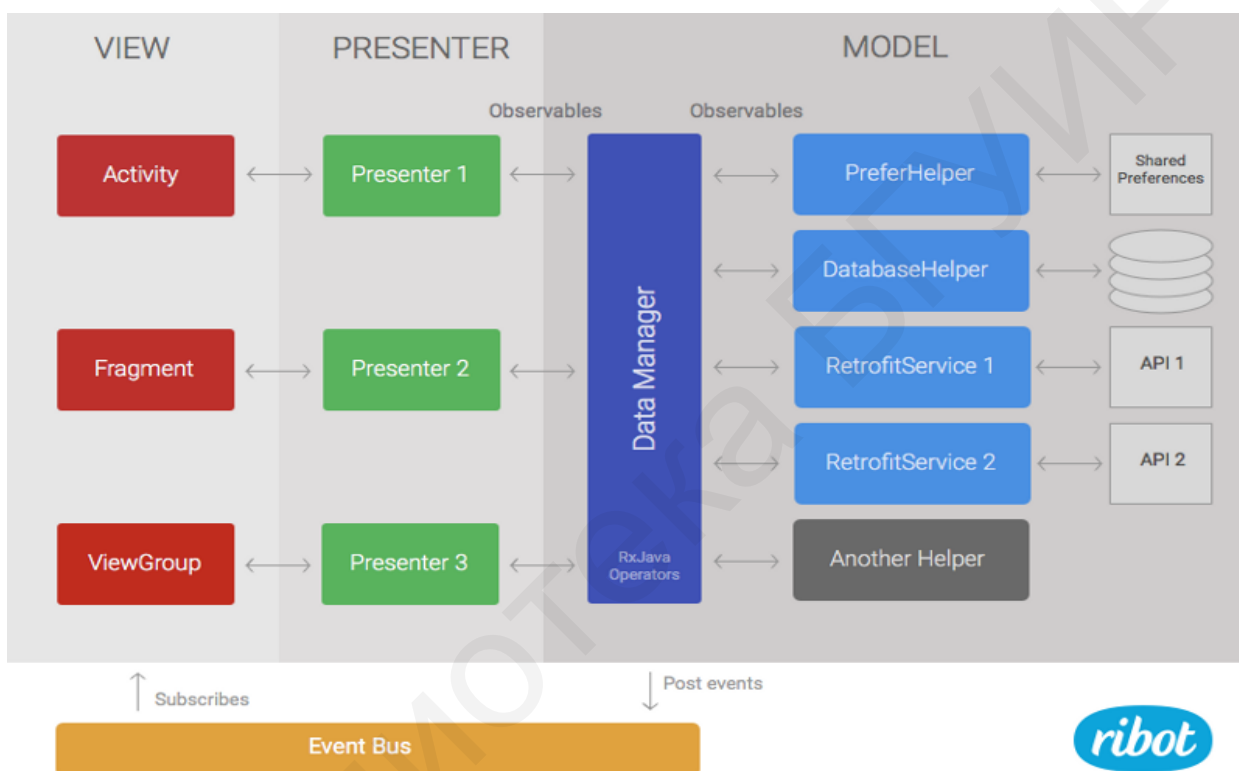 VIEW
PRESENTER
MODEL
Observables
Observables
Activity
Presenter 1
PreferHelper
Shared
Preferences
DatabaseHelper
Data Manager
Fragment
Presenter 2
RetrofitService 1
API 1
RetrofitService 2
API 2
ViewGroup
Presenter 3
RxJava
Operators
Another Helper
Subscribes
Post events
Event Bus
ribot
иотека БГУИР